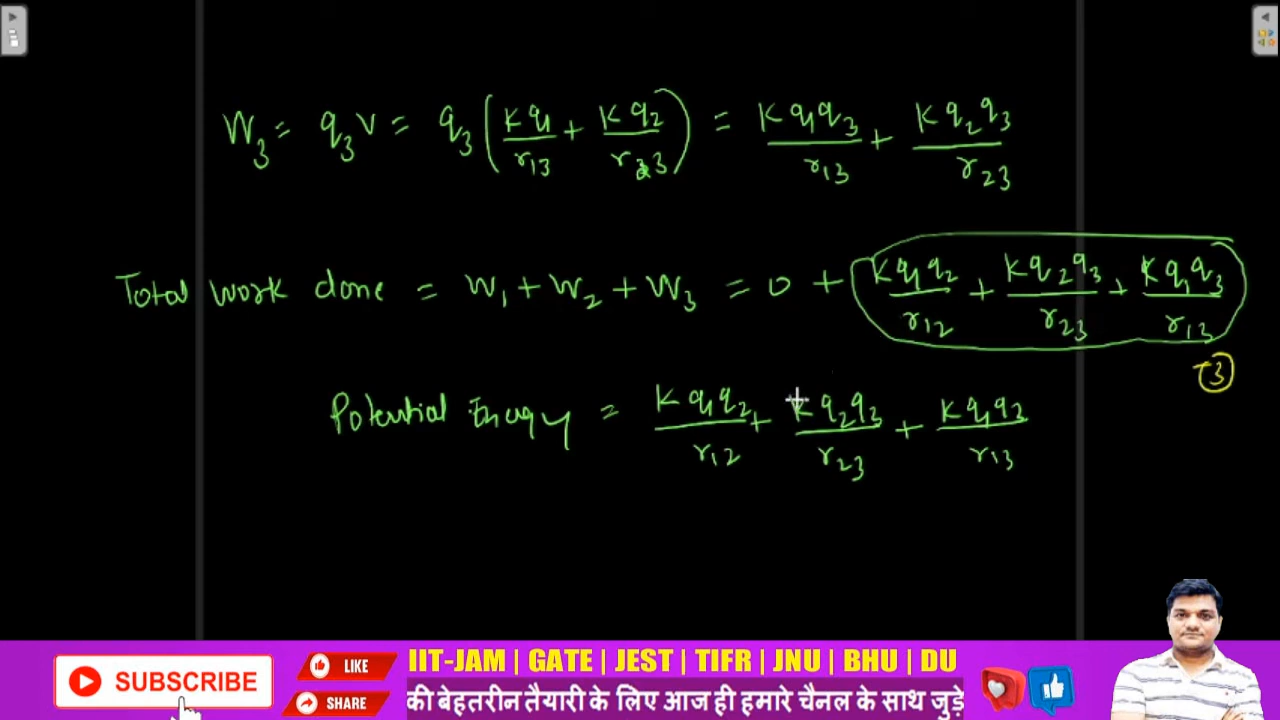 W₃ = q₃V = q₃(Kq₁/r₁₃ + Kq₂/r₂₃) = Kq₁q₃/r₁₃ + Kq₂q₃/r₂₃
Total work done = W₁ + W₂ + W₃ = 0 + Kq₁q₂/r₁₂ + Kq₂q₃/r₂₃ + Kq₁q₃/r₁₃
-③
Potential Energy = Kq₁q₂/r₁₂ + Kq₂q₃/r₂₃ + Kq₁q₃/r₁₃
SUBSCRIBE
LIKE
SHARE
IIT-JAM | GATE | JEST | TIFR | JNU | BHU | DU
की बेहतरीन तैयारी के लिए आज ही हमारे चैनल के साथ जुड़े